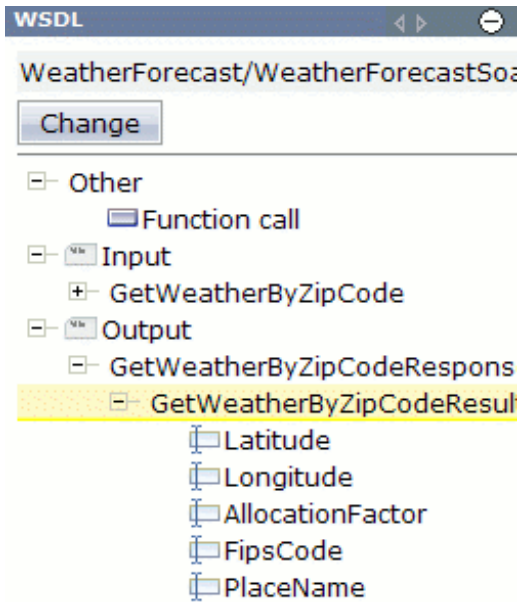 WSDL
WeatherForecast/WeatherForecastSoa
Change
Other
Function call
Input
GetWeatherByZipCode
Output
GetWeatherByZipCodeRespons
GetWeatherByZipCodeResult
Latitude
Longitude
AllocationFactor
FipsCode
PlaceName